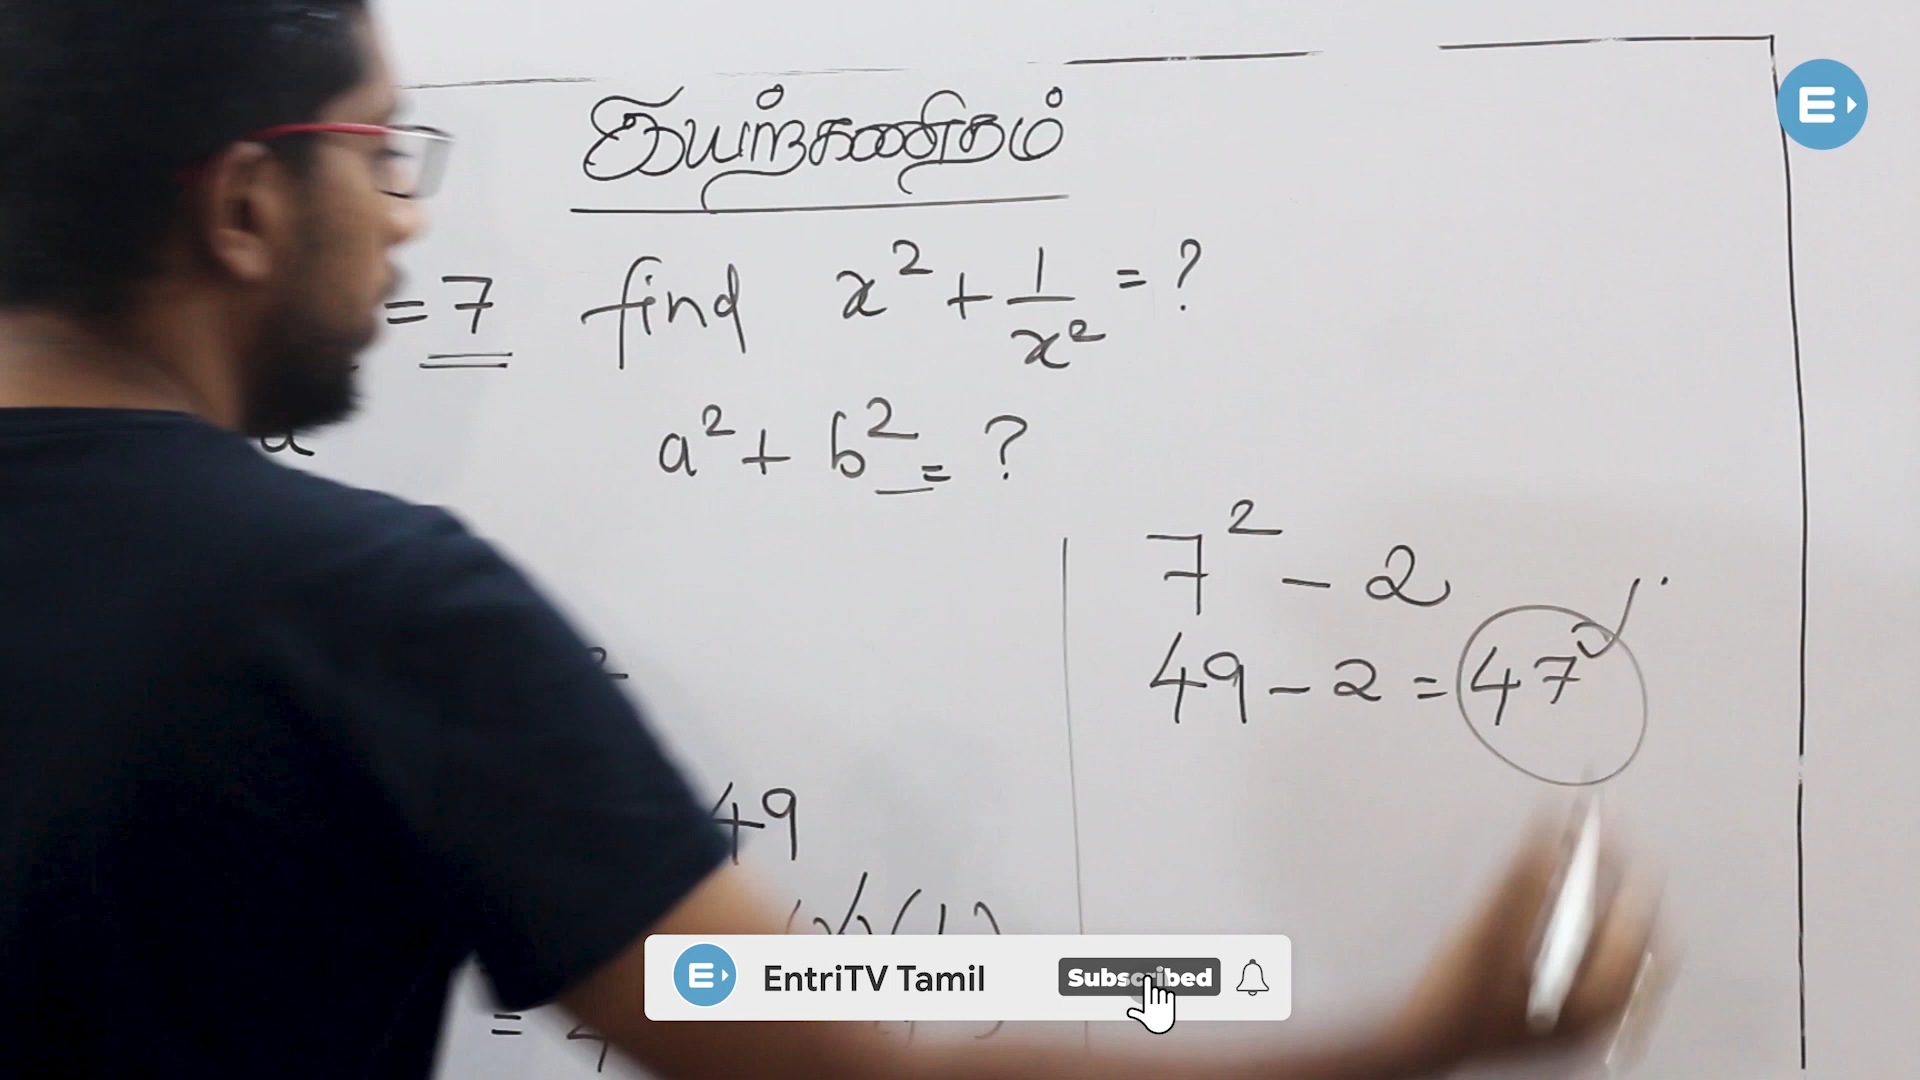 இயற்கணிதம்
= 7 find x² + 1/x² = ?
a² + b² = ?
7² - 2
49 - 2 = 47
49
EntriTV Tamil Subscribed